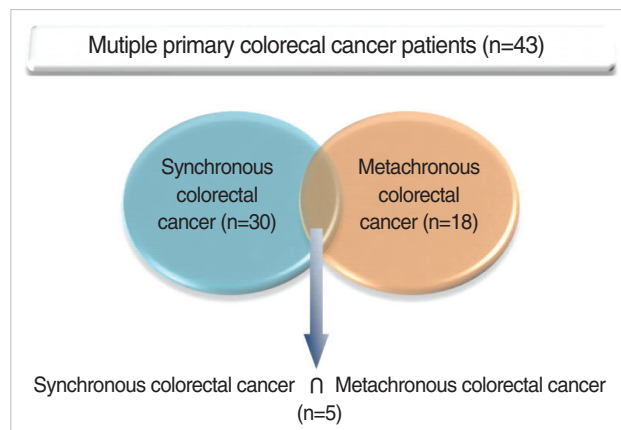 Mutiple primary colorecal cancer patients (n=43)
Synchronous
colorectal
cancer (n=30)
Metachronous
colorectal
cancer (n=18)
Synchronous colorectal cancer ∩ Metachronous colorectal cancer
(n=5)